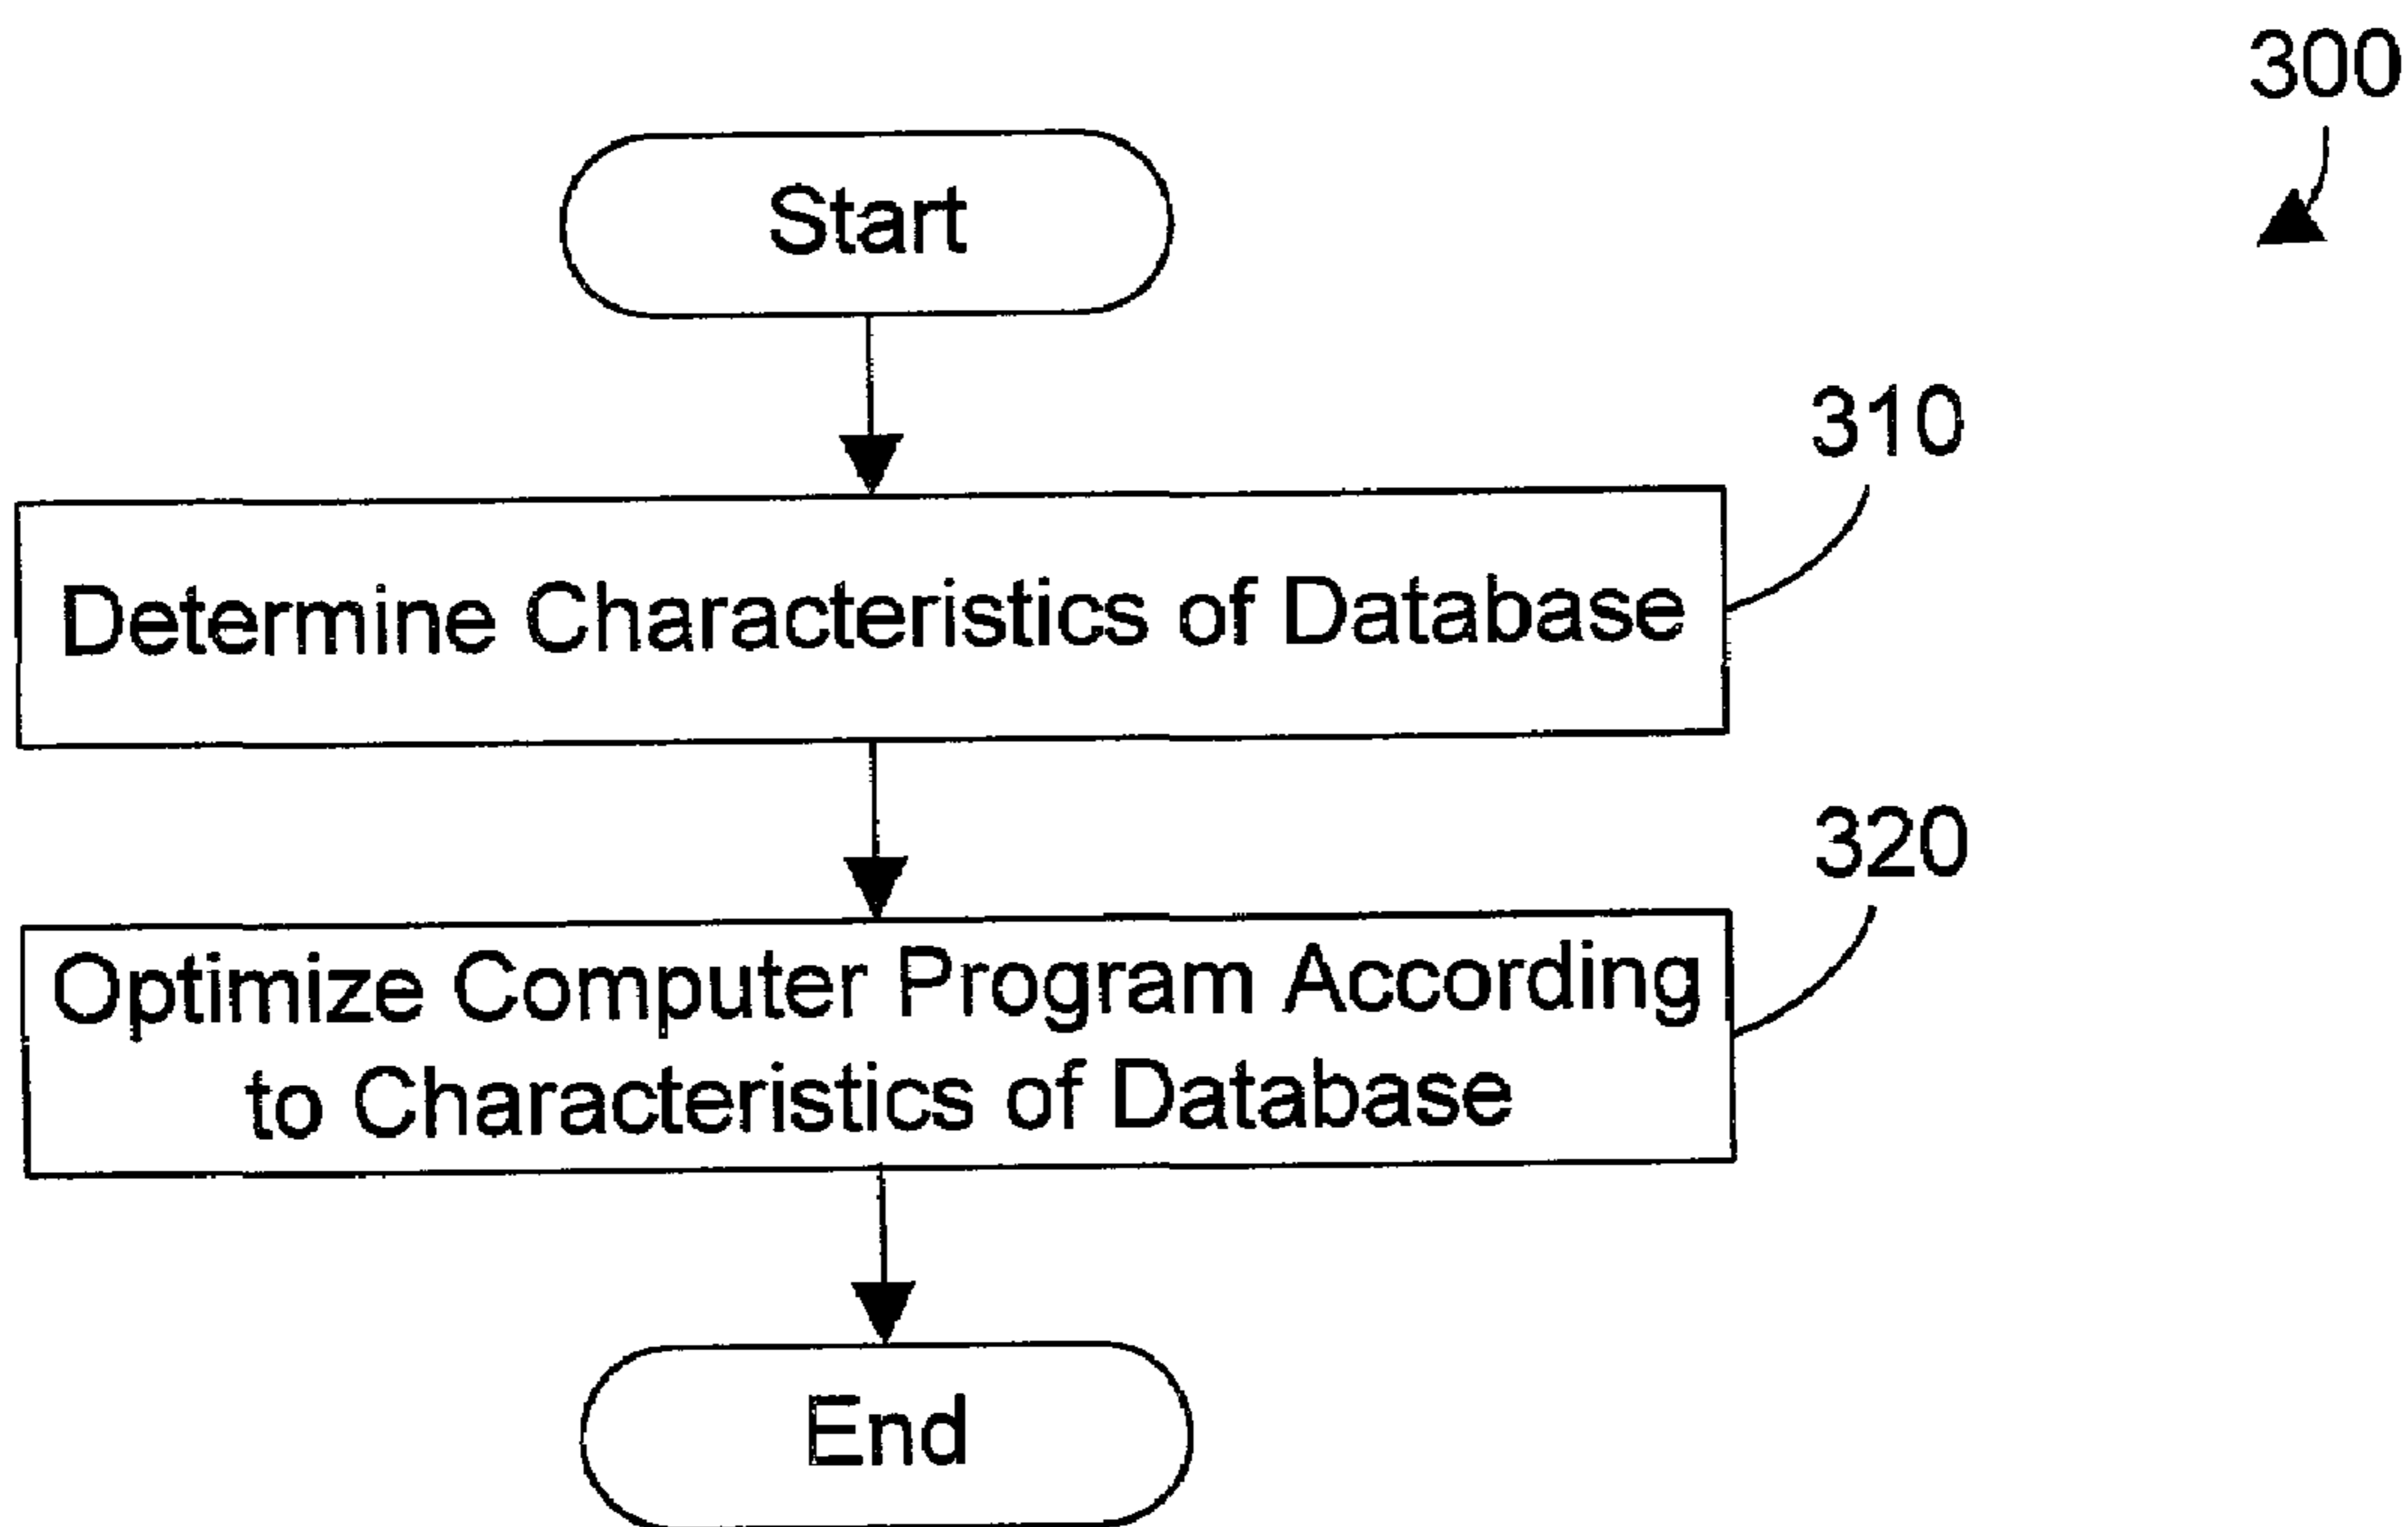 300
Start
310
Determine Characteristics of Database
320
Optimize Computer Program According
to Characteristics of Database
End